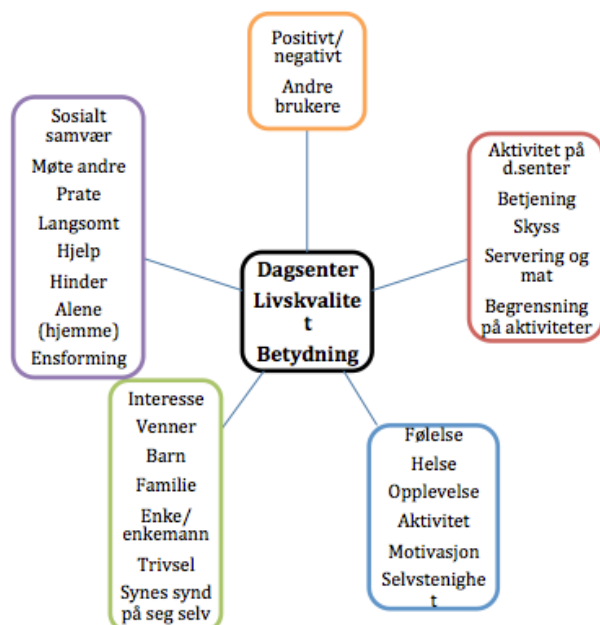 Positivt/
negativt
Andre
brukere
Sosialt
samvær
Møte andre
Prate
Langsomt
Hjelp
Hinder
Alene
(hjemme)
Ensforming
Aktivitet på
d.senter
Betjening
Skyss
Servering og
mat
Begrensning
på aktiviteter
Dagsenter
Livskvalite
t
Betydning
Interesse
Venner
Barn
Familie
Enke/
enkemann
Trivsel
Synes synd
på seg selv
Følelse
Helse
Opplevelse
Aktivitet
Motivasjon
Selvstenighe
t